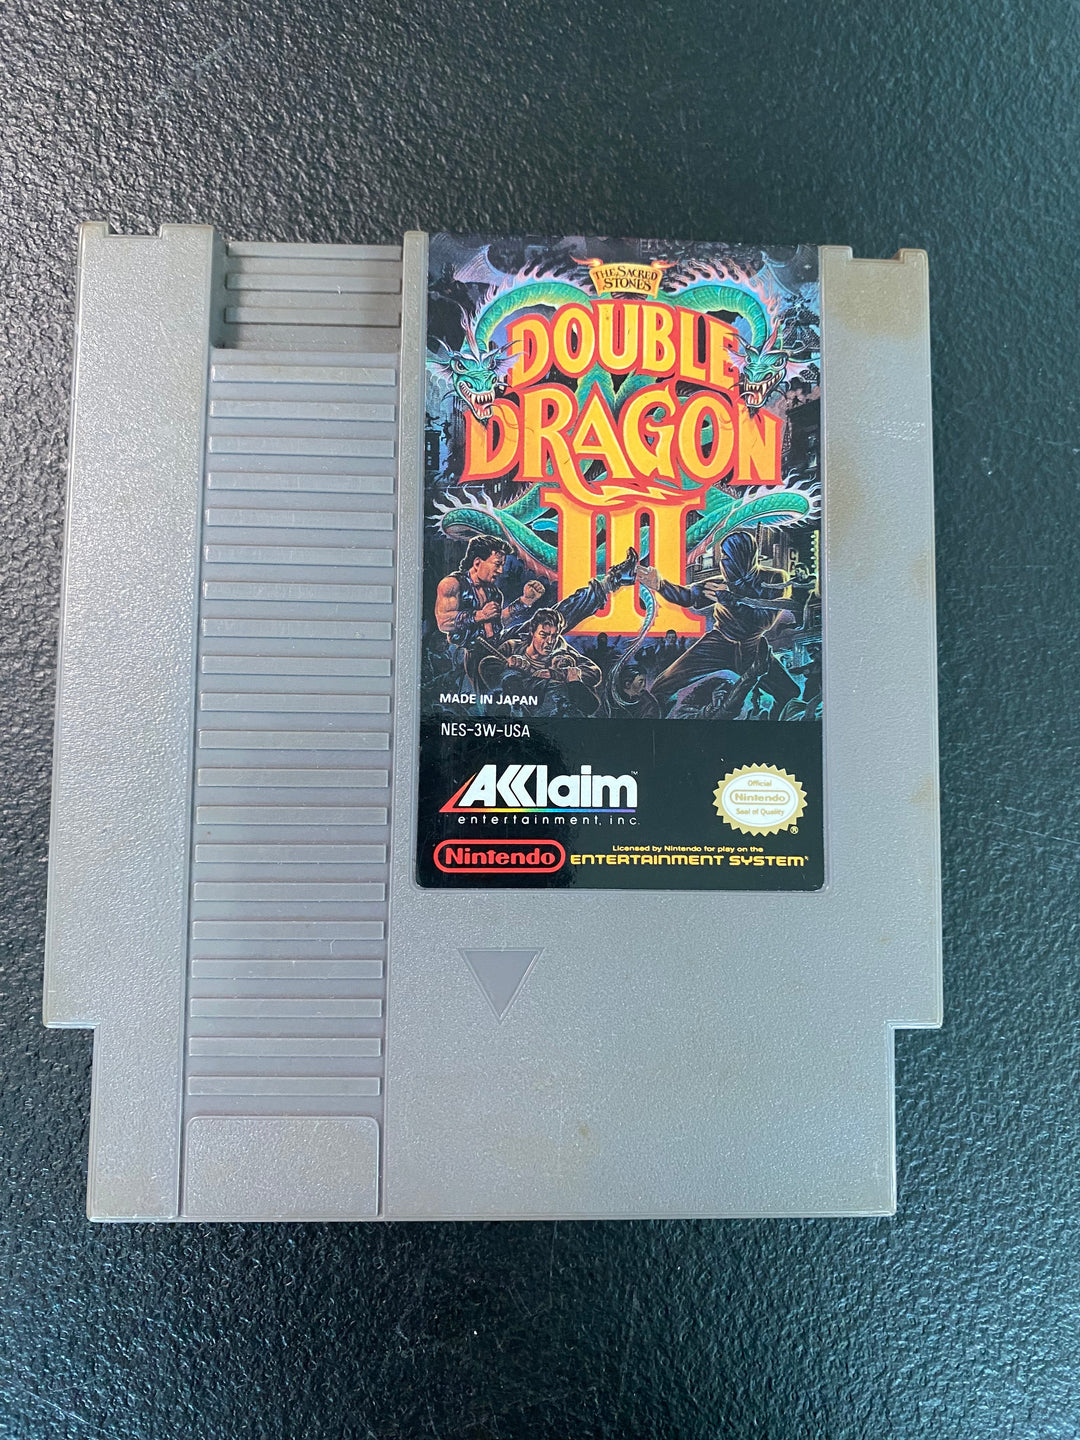 THE SACRED
STONES
DOUBLE
DRAGON
III
MADE IN JAPAN
NES-3W-USA
AKKlaim™
entertainment, inc.
Official
Nintendo
Seal of Quality
®
Nintendo
Licensed by Nintendo for play on the
ENTERTAINMENT SYSTEM®